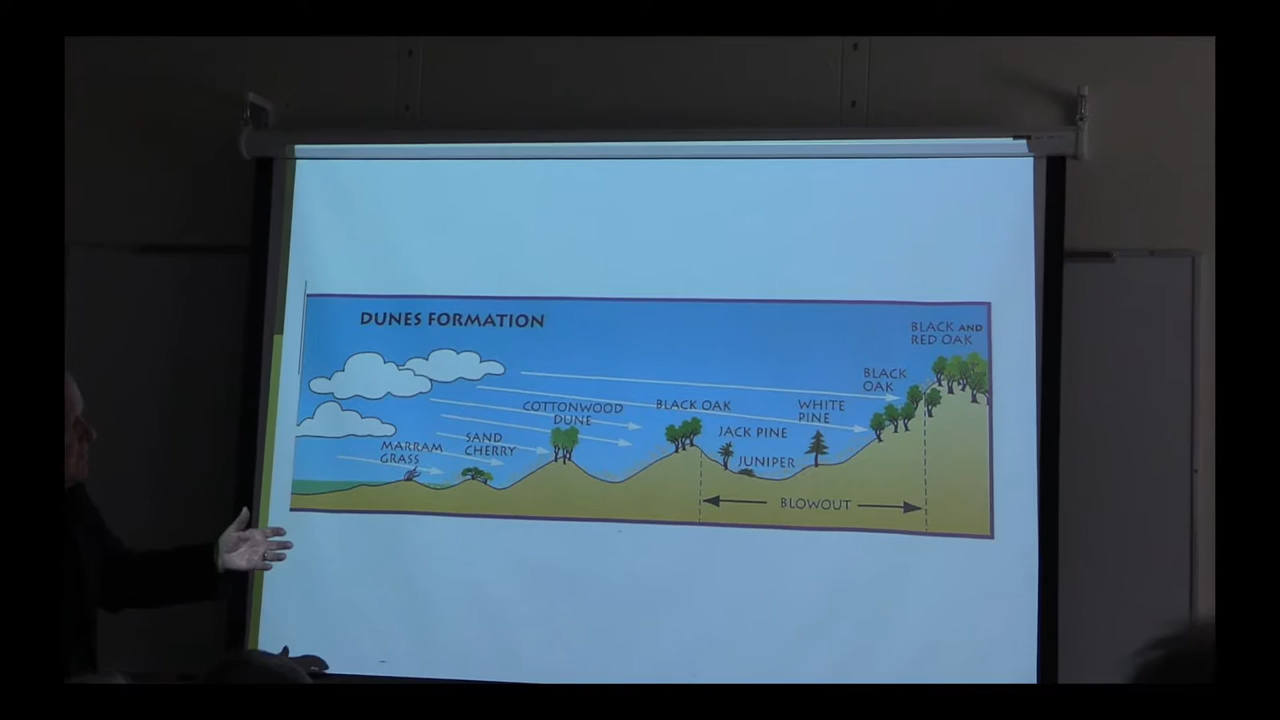 DUNES FORMATION
MARRAM
GRASS
SAND
CHERRY
COTTONWOOD
DUNE
BLACK OAK
JACK PINE
JUNIPER
WHITE
PINE
BLACK
OAK
BLACK AND
RED OAK
BLOWOUT